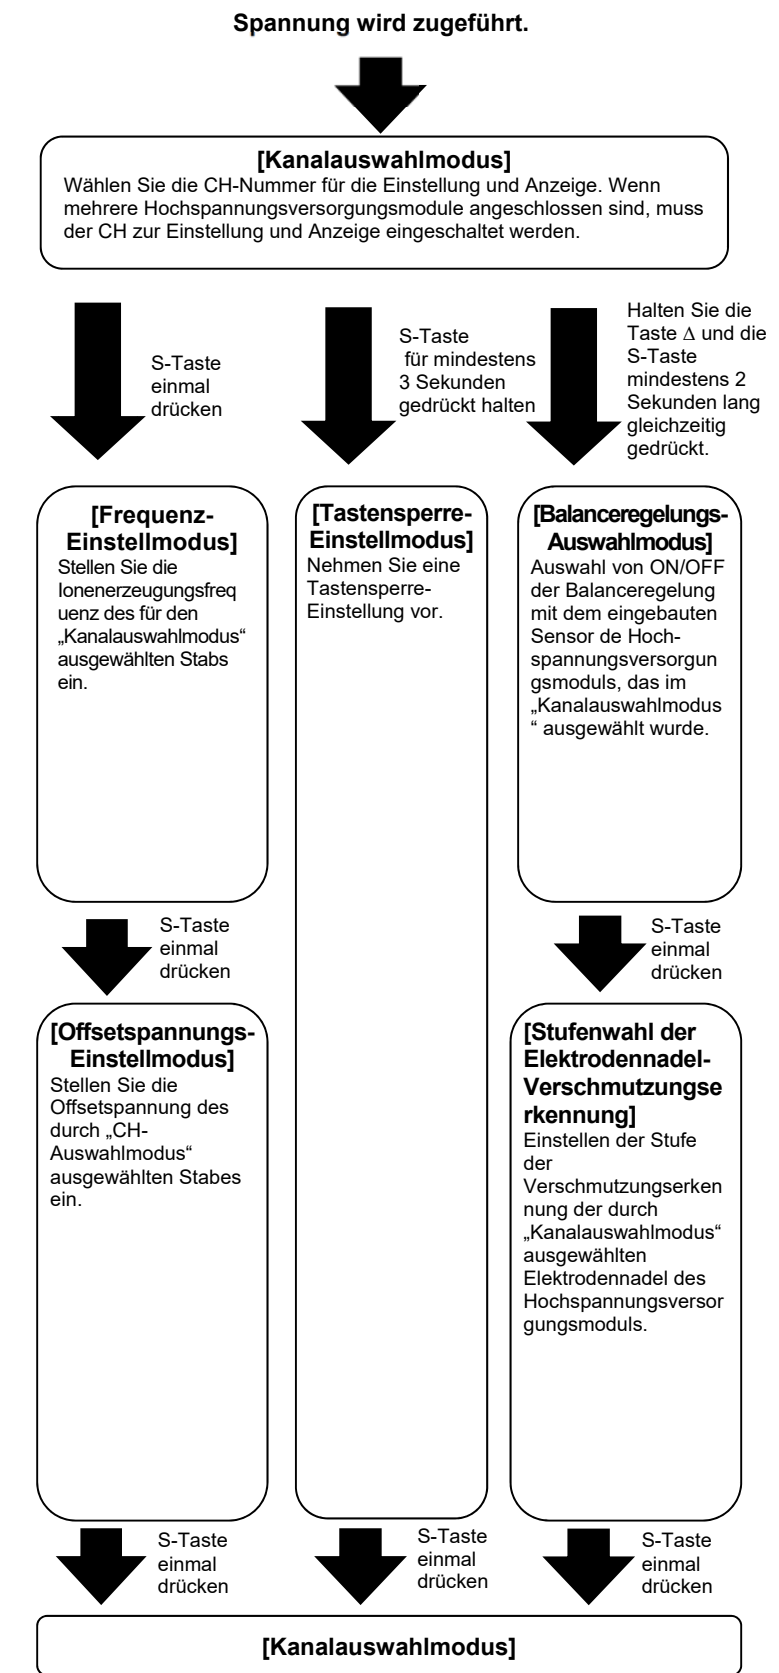 Spannung wird zugeführt.
[Kanalauswahlmodus]
Wählen Sie die CH-Nummer für die Einstellung und Anzeige. Wenn
mehrere Hochspannungsversorgungsmodule angeschlossen sind, muss
der CH zur Einstellung und Anzeige eingeschaltet werden.
S-Taste
einmal
drücken
S-Taste
für mindestens
3 Sekunden
gedrückt halten
Halten Sie die
Taste Δ und die
S-Taste
mindestens 2
Sekunden lang
gleichzeitig
gedrückt.
[Frequenz-
Einstellmodus]
Stellen Sie die
Ionenerzeugungsfreq
uenz des für den
„Kanalauswahlmodus“
ausgewählten Stabs
ein.
[Tastensperre-
Einstellmodus]
Nehmen Sie eine
Tastensperre-
Einstellung vor.
[Balanceregelungs-
Auswahlmodus]
Auswahl von ON/OFF
der Balanceregelung
mit dem eingebauten
Sensor de Hoch-
spannungsversorgun
gsmoduls, das im
„Kanalauswahlmodus
“ ausgewählt wurde.
S-Taste
einmal
drücken
S-Taste
einmal
drücken
[Offsetspannungs-
Einstellmodus]
Stellen Sie die
Offsetspannung des
durch „CH-
Auswahlmodus“
ausgewählten Stabes
ein.
[Stufenwahl der
Elektrodennadel-
Verschmutzungse
rkennung]
Einstellen der Stufe
der
Verschmutzungserken
nung der durch
„Kanalauswahlmodus“
ausgewählten
Elektrodennadel des
Hochspannungsversor
gungsmoduls.
S-Taste
einmal
drücken
S-Taste
einmal
drücken
S-Taste
einmal
drücken
[Kanalauswahlmodus]